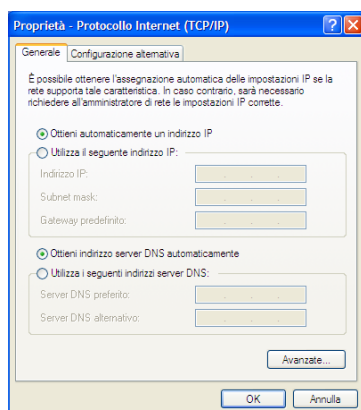 Proprietà - Protocollo Internet (TCP/IP)
Generale Configurazione alternativa
È possibile ottenere l'assegnazione automatica delle impostazioni IP se la
rete supporta tale caratteristica. In caso contrario, sarà necessario
richiedere all'amministratore di rete le impostazioni IP corrette.
Ottieni automaticamente un indirizzo IP
Utilizza il seguente indirizzo IP:
Indirizzo IP:
Subnet mask:
Gateway predefinito:
Ottieni indirizzo server DNS automaticamente
Utilizza i seguenti indirizzi server DNS:
Server DNS preferito:
Server DNS alternativo:
Avanzate...
OK Annulla